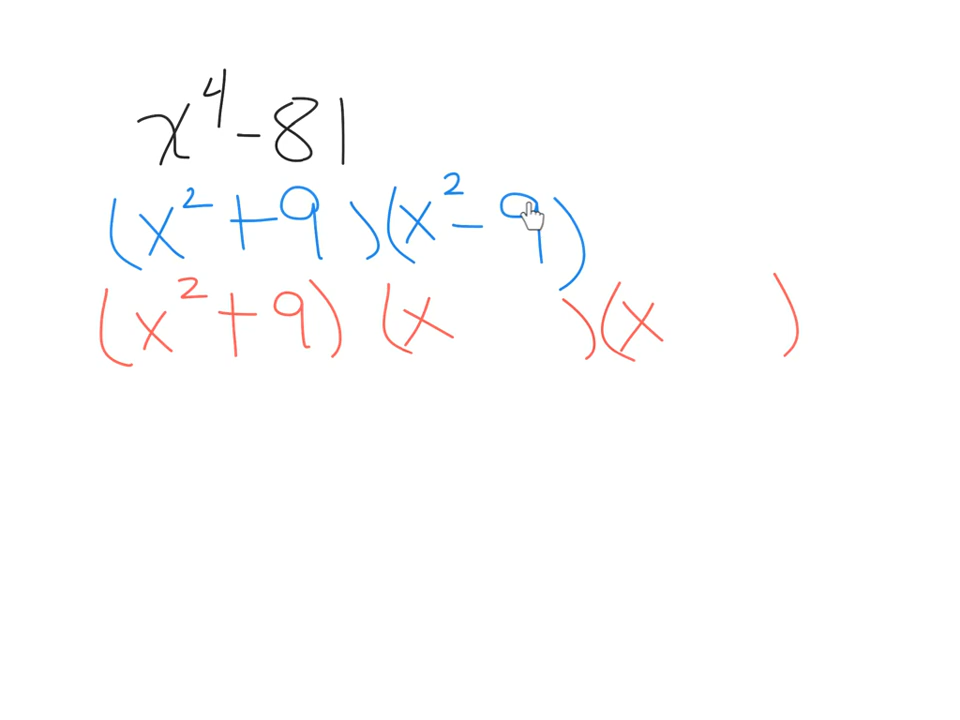 x⁴-81
(x²+9)(x²-9)
(x²+9)(x )(x )